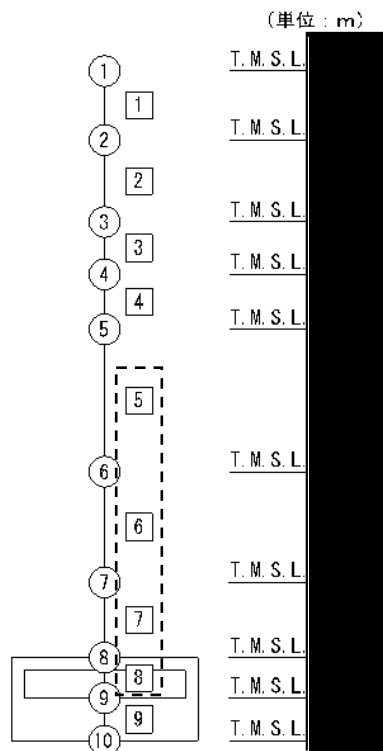 (単位:m)
① T.M.S.L.
1
② T.M.S.L.
2
③ T.M.S.L.
3
④ T.M.S.L.
4
⑤ T.M.S.L.
5
⑥ T.M.S.L.
6
⑦ T.M.S.L.
7
⑧ T.M.S.L.
8
⑨ T.M.S.L.
9
⑩ T.M.S.L.